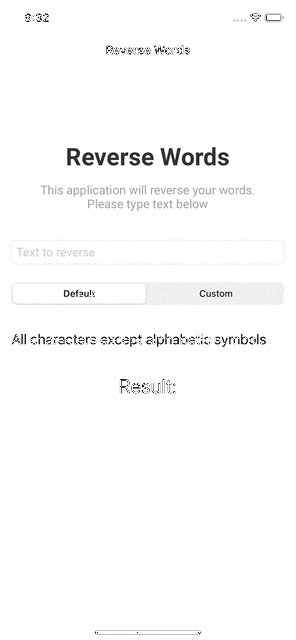 9:32
Reverse Words
Reverse Words
This application will reverse your words.
Please type text below
Text to reverse
Default Custom
All characters except alphabetic symbols
Result: